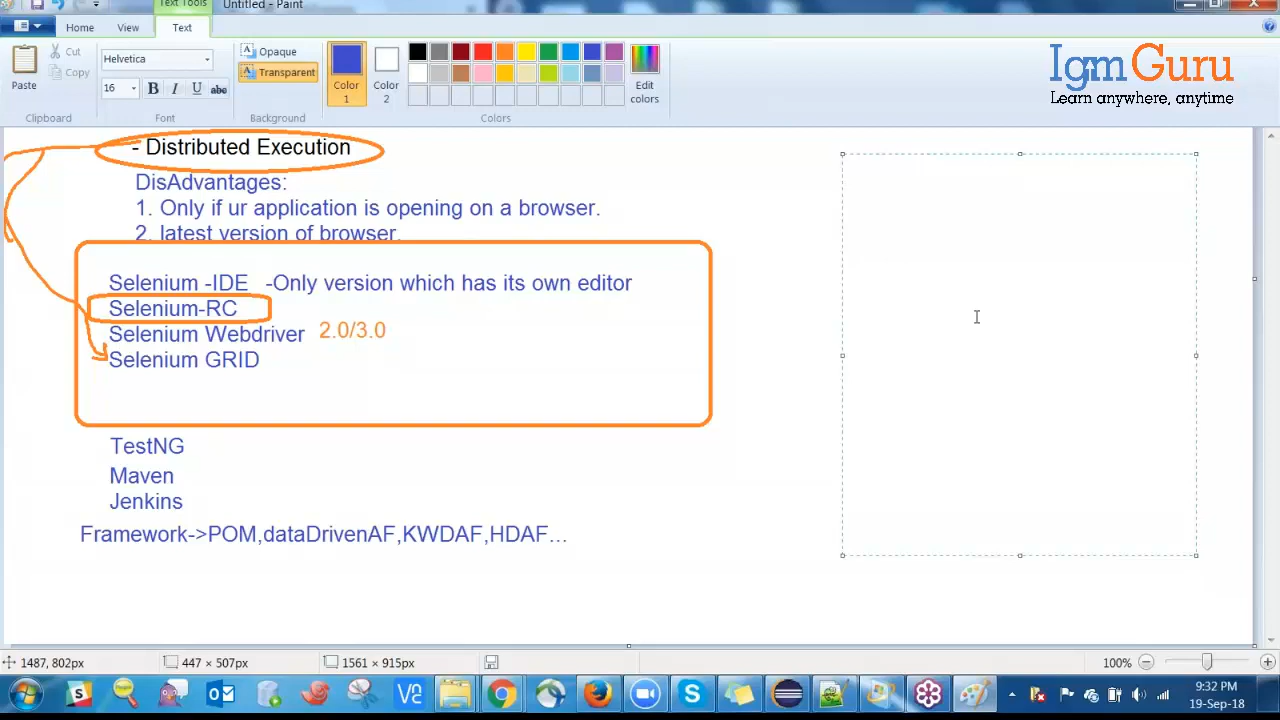 Text Tools
Untitled - Paint
Home
View
Text
Paste
Cut
Copy
Clipboard
Helvetica
16
B I U abc
Font
Opaque
Transparent
Background
Color 1
Color 2
Edit colors
Colors
IgmGuru
Learn anywhere, anytime
- Distributed Execution
DisAdvantages:
1. Only if ur application is opening on a browser.
2. latest version of browser.
Selenium -IDE -Only version which has its own editor
Selenium-RC
Selenium Webdriver 2.0/3.0
Selenium GRID
TestNG
Maven
Jenkins
Framework->POM,dataDrivenAF,KWDAF,HDAF...
1487, 802px
447 × 507px
1561 × 915px
100%
9:32 PM
19-Sep-18